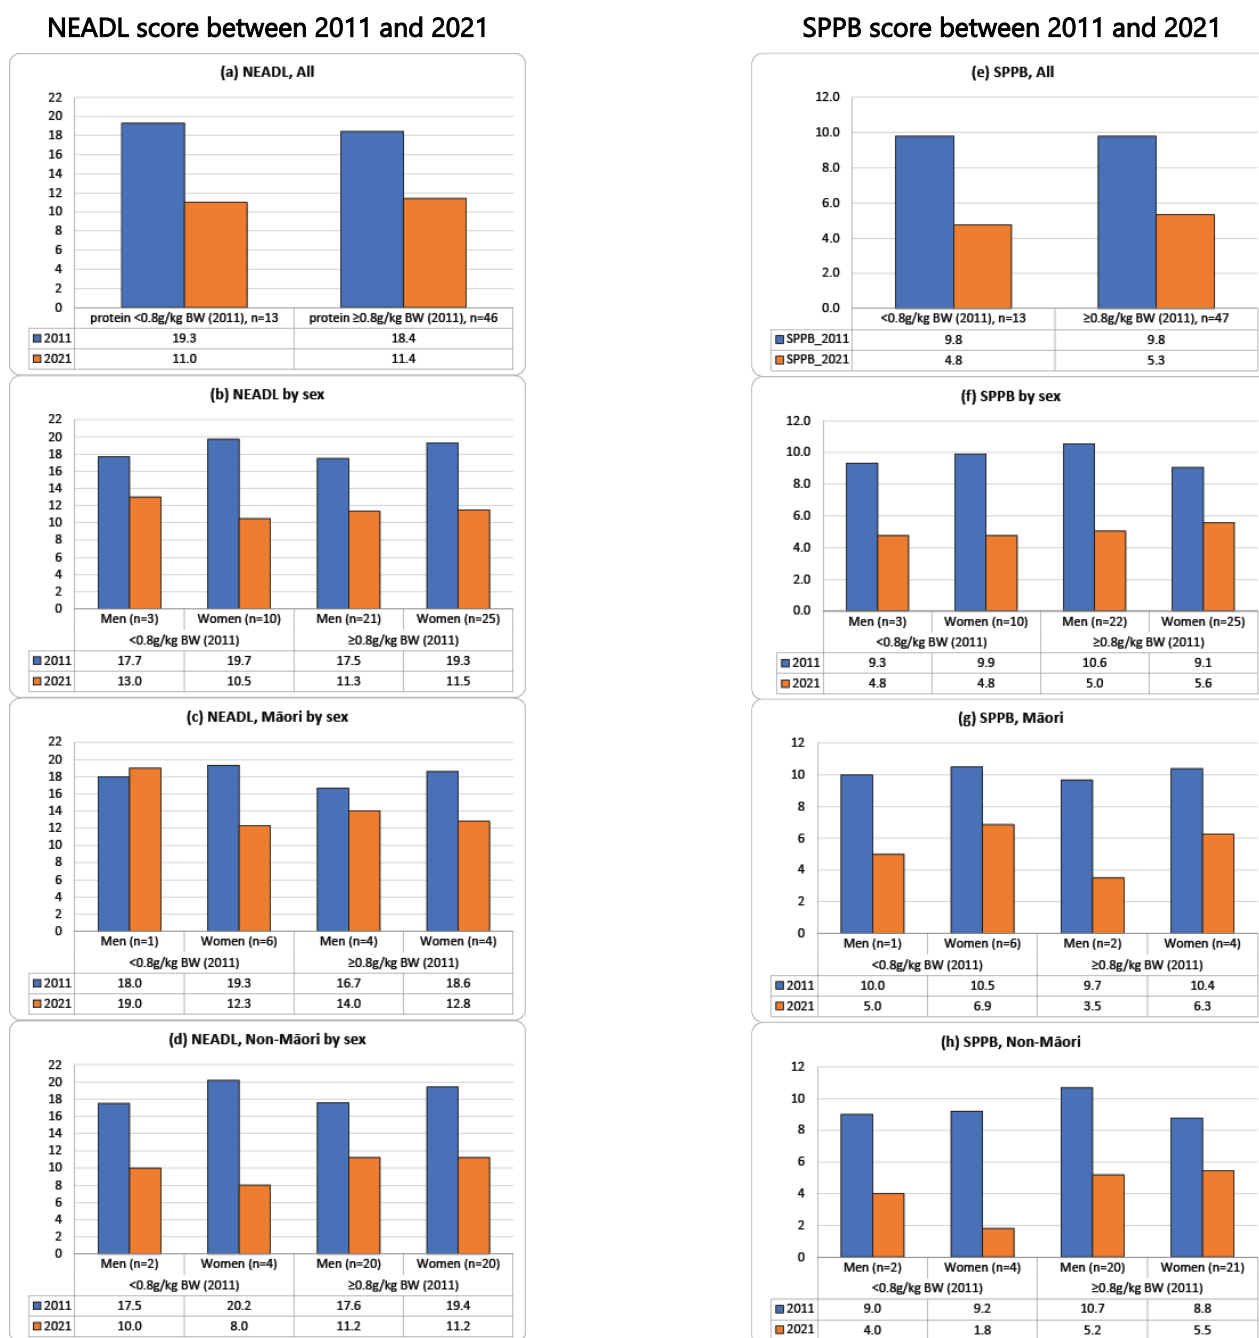 NEADL score between 2011 and 2021
(a) NEADL, All
22
20
18
16
14
12
10
8
6
4
2
0
protein <0.8g/kg BW (2011), n=13 protein ≥0.8g/kg BW (2011), n=46
2011 19.3 18.4
2021 11.0 11.4
(b) NEADL by sex
22
20
18
16
14
12
10
8
6
4
2
0
Men (n=3) Women (n=10) Men (n=21) Women (n=25)
<0.8g/kg BW (2011) ≥0.8g/kg BW (2011)
2011 17.7 19.7 17.5 19.3
2021 13.0 10.5 11.3 11.5
(c) NEADL, Māori by sex
22
20
18
16
14
12
10
8
6
4
2
0
Men (n=1) Women (n=6) Men (n=4) Women (n=4)
<0.8g/kg BW (2011) ≥0.8g/kg BW (2011)
2011 18.0 19.3 16.7 18.6
2021 19.0 12.3 14.0 12.8
(d) NEADL, Non-Māori by sex
22
20
18
16
14
12
10
8
6
4
2
0
Men (n=2) Women (n=4) Men (n=20) Women (n=20)
<0.8g/kg BW (2011) ≥0.8g/kg BW (2011)
2011 17.5 20.2 17.6 19.4
2021 10.0 8.0 11.2 11.2
SPPB score between 2011 and 2021
(e) SPPB, All
12.0
10.0
8.0
6.0
4.0
2.0
0.0
<0.8g/kg BW (2011), n=13 ≥0.8g/kg BW (2011), n=47
SPPB_2011 9.8 9.8
SPPB_2021 4.8 5.3
(f) SPPB by sex
12.0
10.0
8.0
6.0
4.0
2.0
0.0
Men (n=3) Women (n=10) Men (n=22) Women (n=25)
<0.8g/kg BW (2011) ≥0.8g/kg BW (2011)
2011 9.3 9.9 10.6 9.1
2021 4.8 4.8 5.0 5.6
(g) SPPB, Māori
12
10
8
6
4
2
0
Men (n=1) Women (n=6) Men (n=2) Women (n=4)
<0.8g/kg BW (2011) ≥0.8g/kg BW (2011)
2011 10.0 10.5 9.7 10.4
2021 5.0 6.9 3.5 6.3
(h) SPPB, Non-Māori
12
10
8
6
4
2
0
Men (n=2) Women (n=4) Men (n=20) Women (n=21)
<0.8g/kg BW (2011) ≥0.8g/kg BW (2011)
2011 9.0 9.2 10.7 8.8
2021 4.0 1.8 5.2 5.5